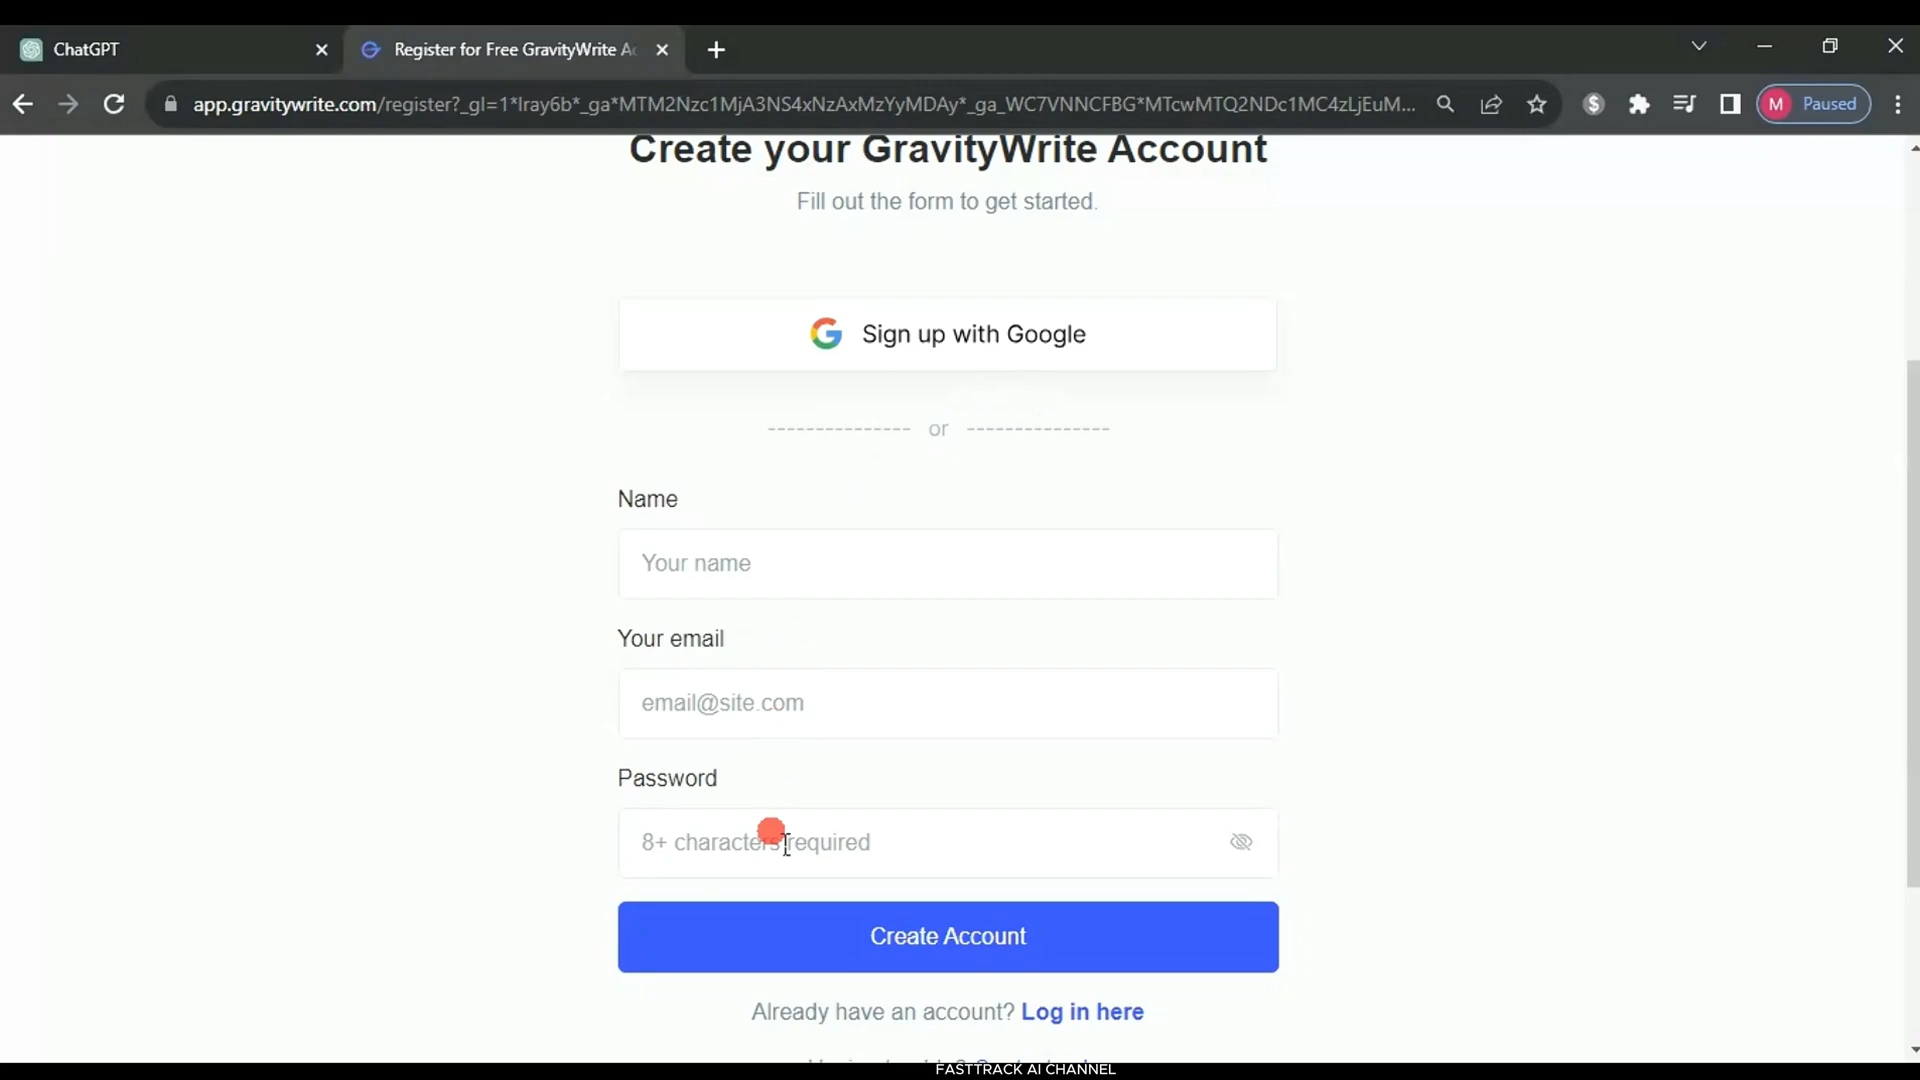 ChatGPT
Register for Free GravityWrite Ac
app.gravitywrite.com/register?_gl=1*lray6b*_ga*MTM2Nzc1MjA3NS4xNzAxMzYyMDAy*_ga_WC7VNNCFBG*MTcwMTQ2NDc1MC4zLjEuM...
M Paused
Create your GravityWrite Account
Fill out the form to get started.
Sign up with Google
--------------- or ---------------
Name
Your name
Your email
email@site.com
Password
8+ characters required
Create Account
Already have an account? Log in here
FASTTRACK AI CHANNEL